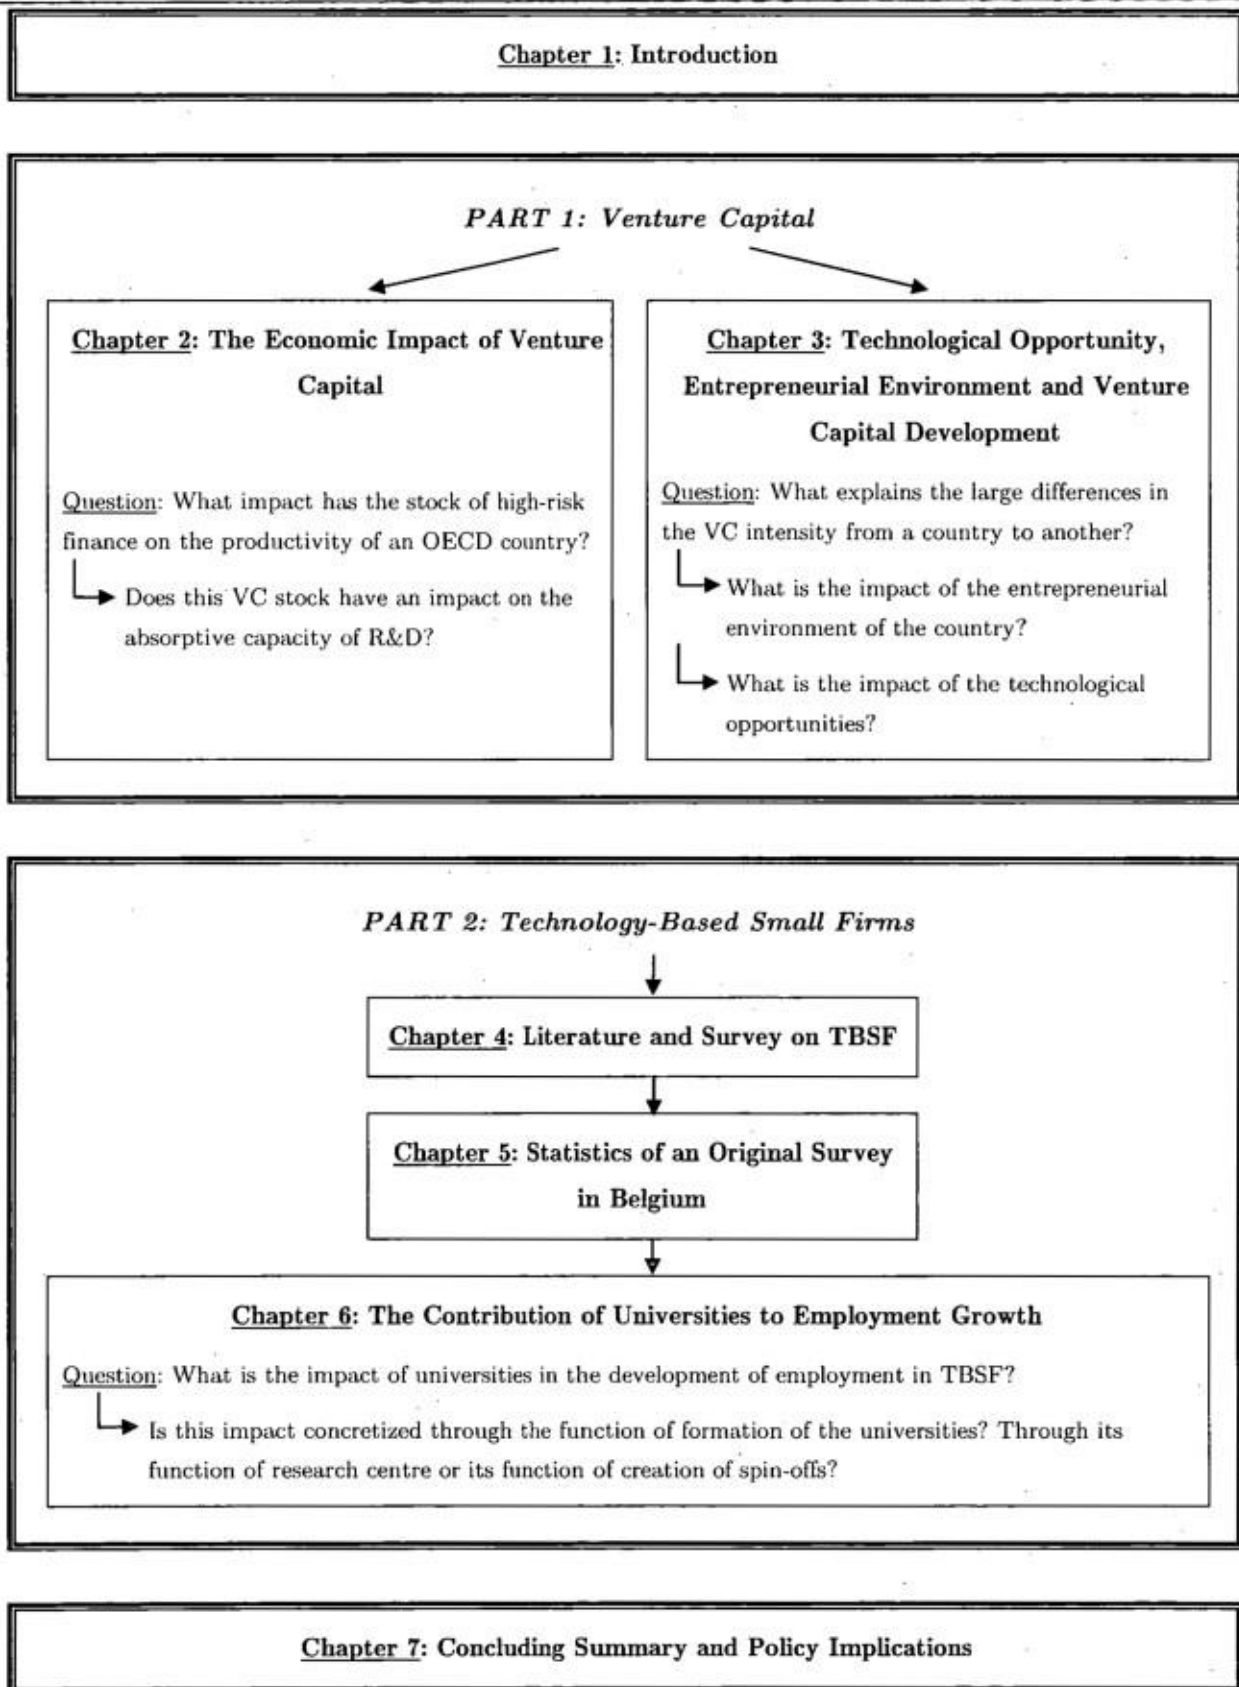 Chapter 1: Introduction
PART 1: Venture Capital
Chapter 2: The Economic Impact of Venture
Capital
Question: What impact has the stock of high-risk
finance on the productivity of an OECD country?
Does this VC stock have an impact on the
absorptive capacity of R&D?
Chapter 3: Technological Opportunity,
Entrepreneurial Environment and Venture
Capital Development
Question: What explains the large differences in
the VC intensity from a country to another?
What is the impact of the entrepreneurial
environment of the country?
What is the impact of the technological
opportunities?
PART 2: Technology-Based Small Firms
Chapter 4: Literature and Survey on TBSF
Chapter 5: Statistics of an Original Survey
in Belgium
Chapter 6: The Contribution of Universities to Employment Growth
Question: What is the impact of universities in the development of employment in TBSF?
Is this impact concretized through the function of formation of the universities? Through its
function of research centre or its function of creation of spin-offs?
Chapter 7: Concluding Summary and Policy Implications